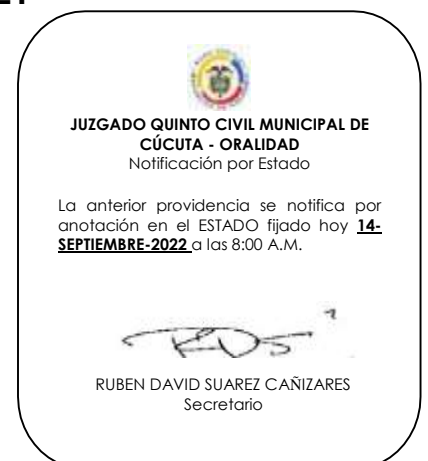 JUZGADO QUINTO CIVIL MUNICIPAL DE
CÚCUTA - ORALIDAD
Notificación por Estado
La anterior providencia se notifica por
anotación en el ESTADO fijado hoy 14-
SEPTIEMBRE-2022 a las 8:00 A.M.
RUBEN DAVID SUAREZ CAÑIZARES
Secretario